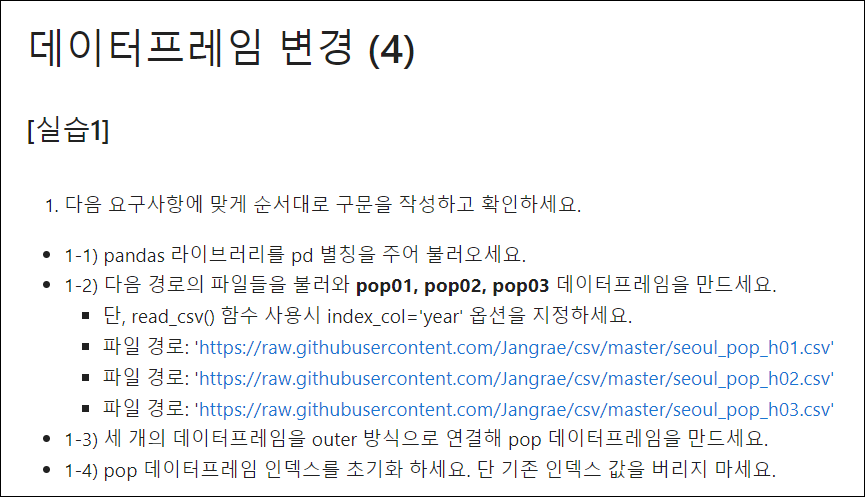 데이터프레임 변경 (4)
[실습1]
1. 다음 요구사항에 맞게 순서대로 구문을 작성하고 확인하세요.
• 1-1) pandas 라이브러리를 pd 별칭을 주어 불러오세요.
• 1-2) 다음 경로의 파일들을 불러와 pop01, pop02, pop03 데이터프레임을 만드세요.
▪ 단, read_csv() 함수 사용시 index_col='year' 옵션을 지정하세요.
▪ 파일 경로: 'https://raw.githubusercontent.com/Jangrae/csv/master/seoul_pop_h01.csv'
▪ 파일 경로: 'https://raw.githubusercontent.com/Jangrae/csv/master/seoul_pop_h02.csv'
▪ 파일 경로: 'https://raw.githubusercontent.com/Jangrae/csv/master/seoul_pop_h03.csv'
• 1-3) 세 개의 데이터프레임을 outer 방식으로 연결해 pop 데이터프레임을 만드세요.
• 1-4) pop 데이터프레임 인덱스를 초기화 하세요. 단 기존 인덱스 값을 버리지 마세요.